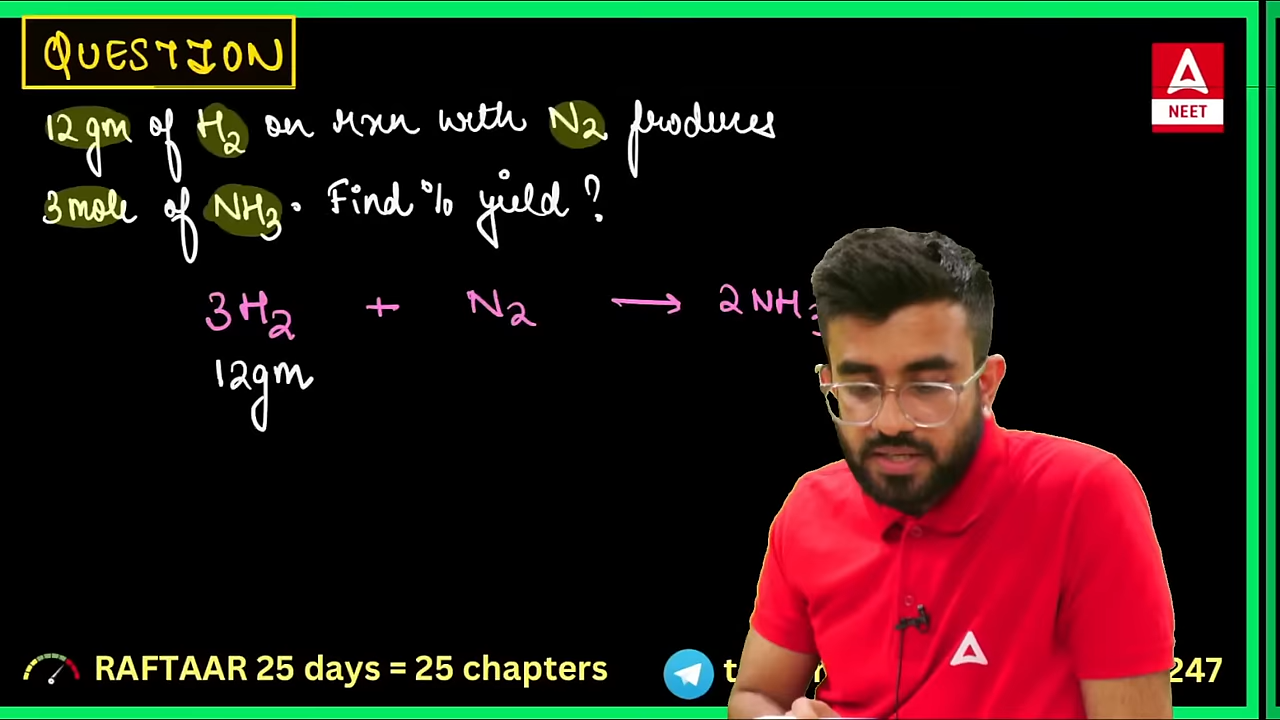 QUESTION
NEET
12 gm of H2 on rxn with N2 produces
3 mole of NH3. Find % yield ?
3H2 + N2 → 2NH3
12gm
RAFTAAR 25 days = 25 chapters
247